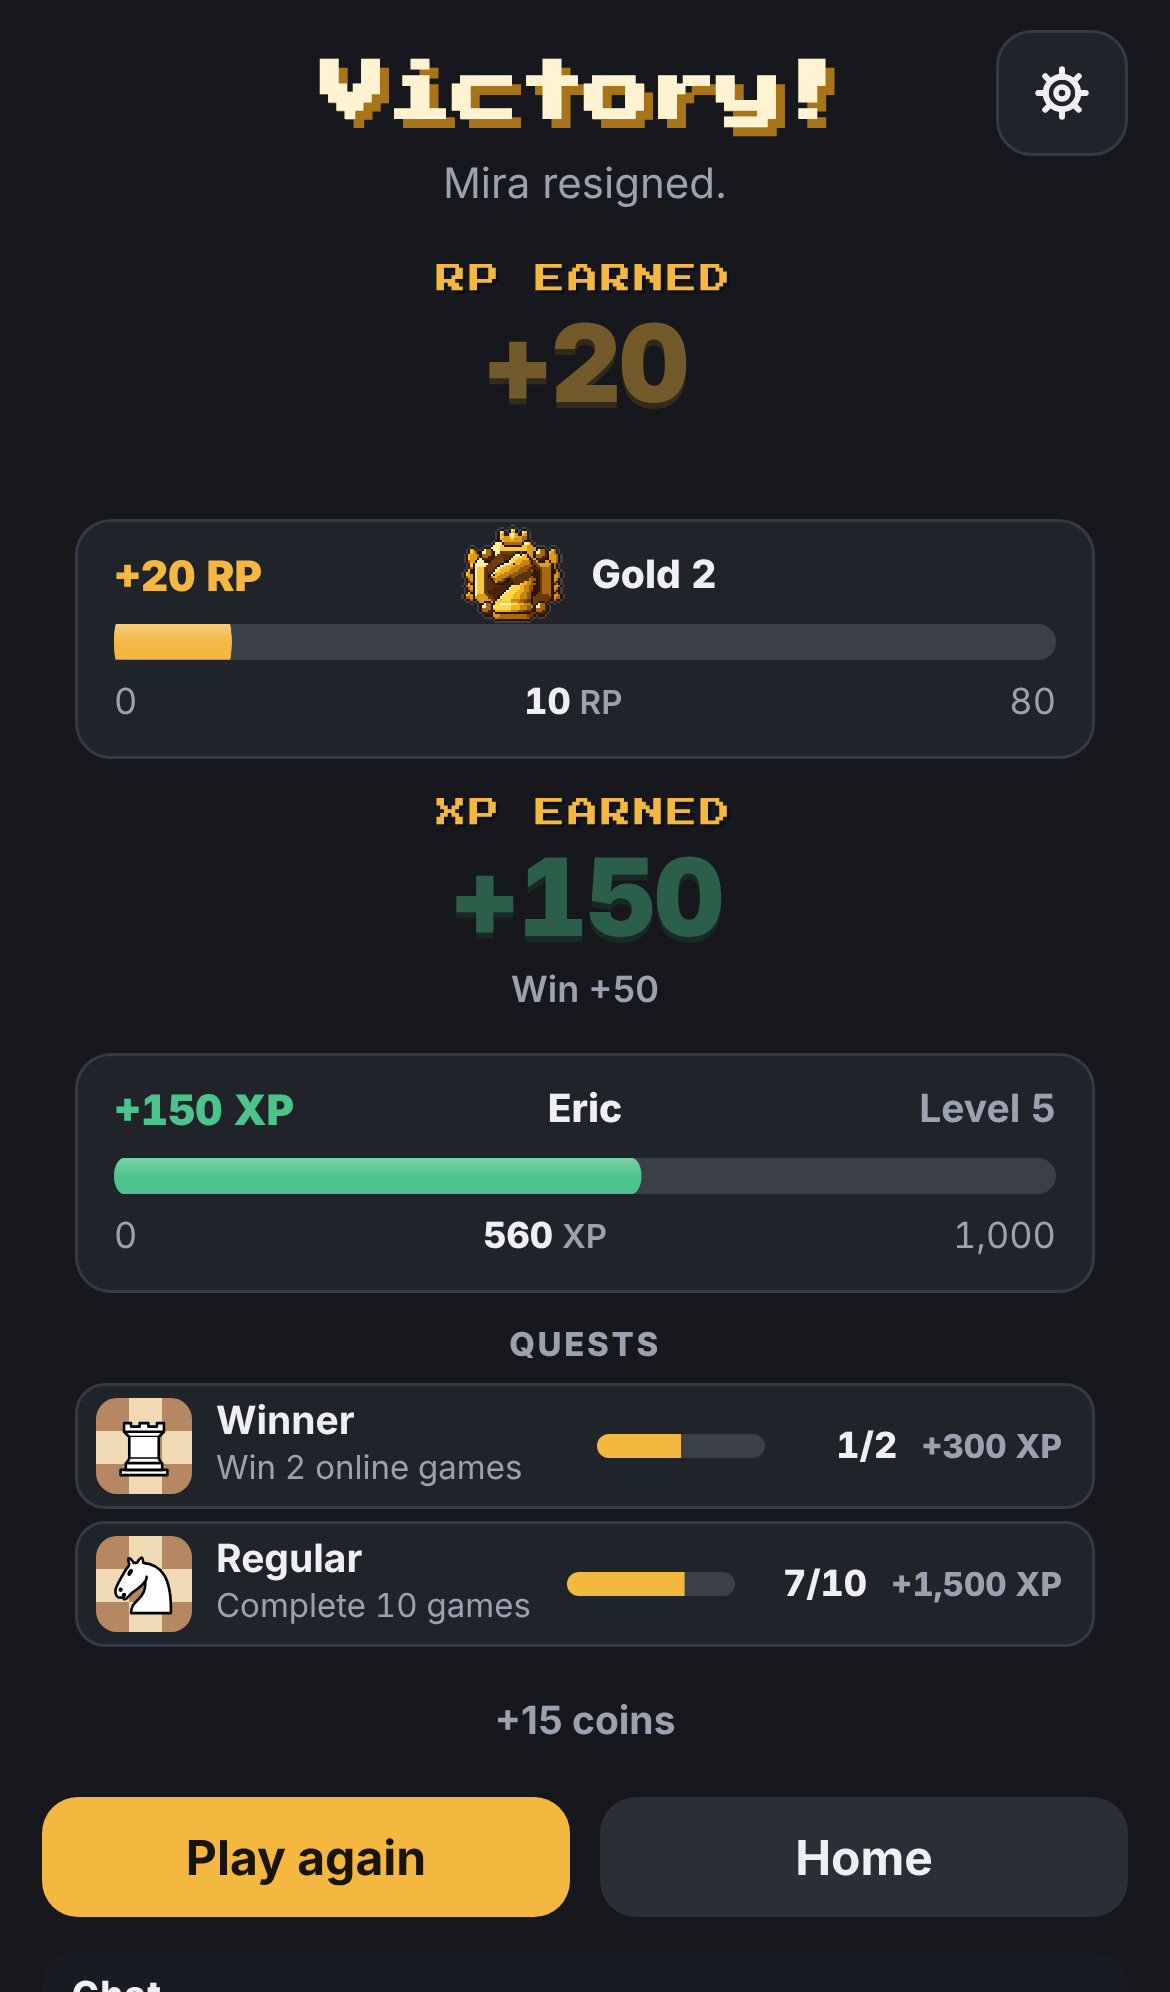 Victory!
Mira resigned.
RP EARNED
+20
+20 RP Gold 2
0 10 RP 80
XP EARNED
+150
Win +50
+150 XP Eric Level 5
0 560 XP 1,000
QUESTS
Winner
Win 2 online games
1/2 +300 XP
Regular
Complete 10 games
7/10 +1,500 XP
+15 coins
Play again
Home
Chat